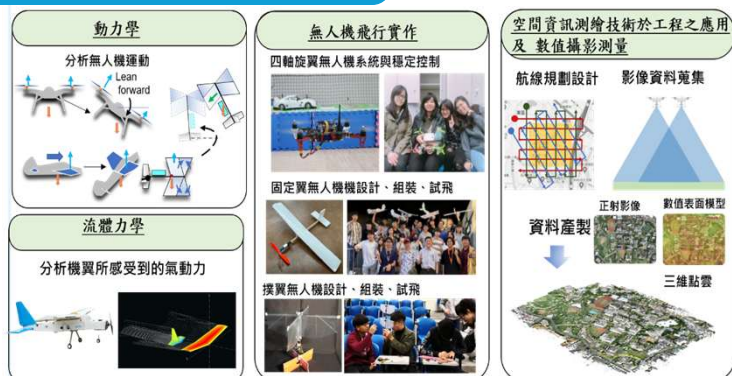 動力學
分析無人機運動
Lean
forward
流體力學
分析機翼所感受到的氣動力
無人機飛行實作
四軸旋翼無人機系統與穩定控制
固定翼無人機機設計、組裝、試飛
撲翼無人機設計、組裝、試飛
空間資訊測繪技術於工程之應用
及 數值攝影測量
航線規劃設計
影像資料蒐集
資料產製
正射影像
數值表面模型
三維點雲